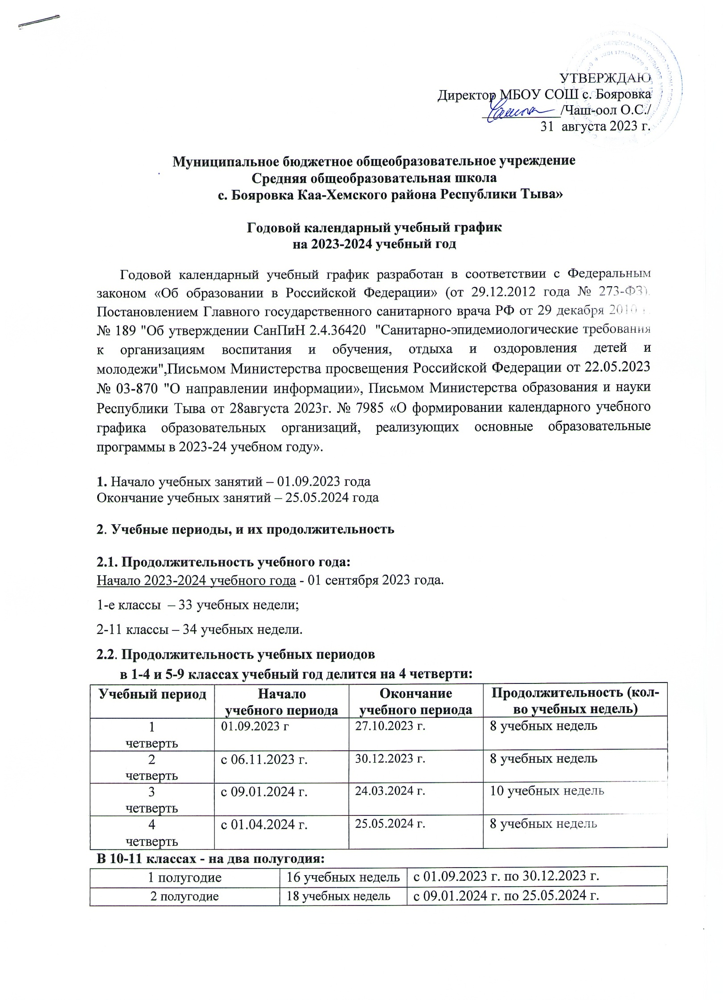 УТВЕРЖДАЮ
Директор МБОУ СОШ с. Бояровка
/Чаш-оол О.С./
31 августа 2023 г.
Муниципальное бюджетное общеобразовательное учреждение
Средняя общеобразовательная школа
с. Бояровка Каа-Хемского района Республики Тыва»
Годовой календарный учебный график
на 2023-2024 учебный год
Годовой календарный учебный график разработан в соответствии с Федеральным
законом «Об образовании в Российской Федерации» (от 29.12.2012 года № 273-ФЗ),
Постановлением Главного государственного санитарного врача РФ от 29 декабря 2010 г.
№ 189 "Об утверждении СанПиН 2.4.36420 "Санитарно-эпидемиологические требования
к организациям воспитания и обучения, отдыха и оздоровления детей и
молодежи",Письмом Министерства просвещения Российской Федерации от 22.05.2023
№ 03-870 "О направлении информации», Письмом Министерства образования и науки
Республики Тыва от 28августа 2023г. № 7985 «О формировании календарного учебного
графика образовательных организаций, реализующих основные образовательные
программы в 2023-24 учебном году».
1. Начало учебных занятий – 01.09.2023 года
Окончание учебных занятий – 25.05.2024 года
2. Учебные периоды, и их продолжительность
2.1. Продолжительность учебного года:
Начало 2023-2024 учебного года - 01 сентября 2023 года.
1-е классы – 33 учебных недели;
2-11 классы – 34 учебных недели.
2.2. Продолжительность учебных периодов
в 1-4 и 5-9 классах учебный год делится на 4 четверти:
Учебный период Начало Окончание Продолжительность (кол-
учебного периода учебного периода во учебных недель)
1 01.09.2023 г 27.10.2023 г. 8 учебных недель
четверть
2 с 06.11.2023 г. 30.12.2023 г. 8 учебных недель
четверть
3 с 09.01.2024 г. 24.03.2024 г. 10 учебных недель
четверть
4 с 01.04.2024 г. 25.05.2024 г. 8 учебных недель
четверть
В 10-11 классах - на два полугодия:
1 полугодие 16 учебных недель с 01.09.2023 г. по 30.12.2023 г.
2 полугодие 18 учебных недель с 09.01.2024 г. по 25.05.2024 г.